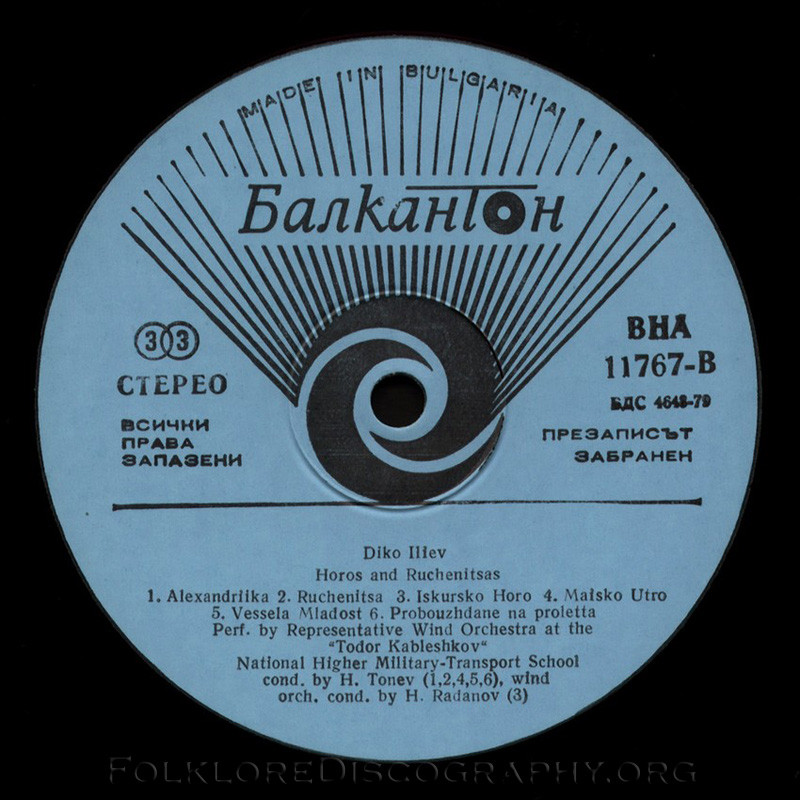 MADE IN BULGARIA
Балкантон
33
СТЕРЕО
ВСИЧКИ
ПРАВА
ЗАПАЗЕНИ
ВНА
11767-В
БДС 4648-79
ПРЕЗАПИСЪТ
ЗАБРАНЕН
Diko Iliev
Horos and Ruchenitsas
1. Alexandriika 2. Ruchenitsa 3. Iskursko Horo 4. Maisko Utro
5. Vessela Mladost 6. Probouzhdane na proletta
Perf. by Representative Wind Orchestra at the
"Todor Kableshkov"
National Higher Military-Transport School
cond. by H. Tonev (1,2,4,5,6), wind
orch. cond. by H. Radanov (3)
FolkloreDiscography.org